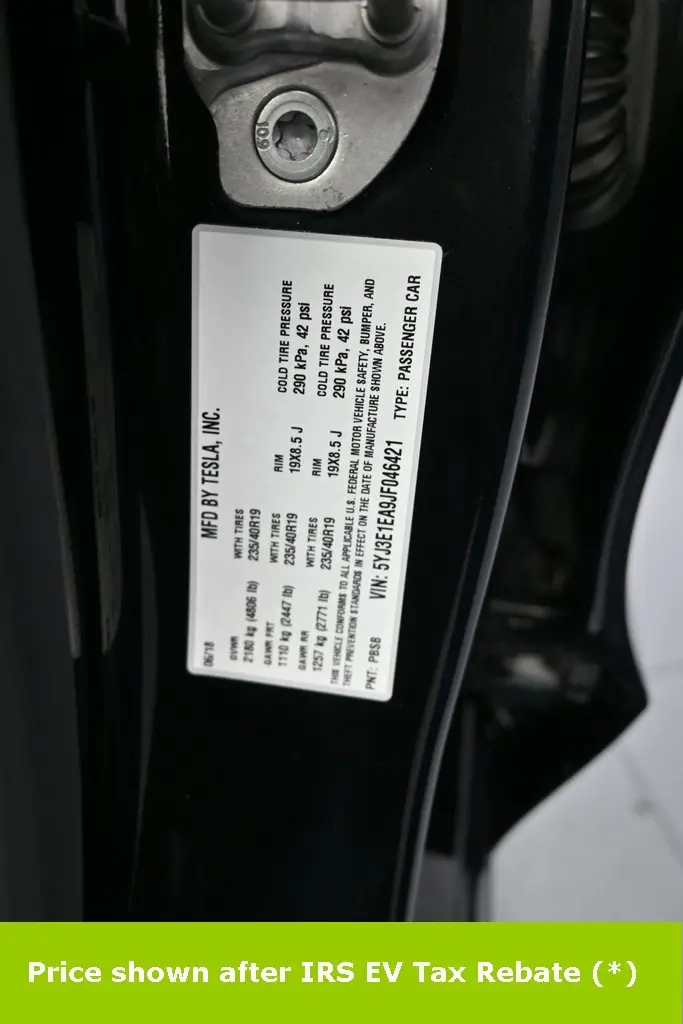 109
MFD BY TESLA, INC.
06/18
GVWR
2180 kg (4806 lb)
WITH TIRES
235/40R19
GAWR FRT
1110 kg (2447 lb)
WITH TIRES
235/40R19
RIM
19X8.5 J
COLD TIRE PRESSURE
290 kPa, 42 psi
GAWR RR
1257 kg (2771 lb)
WITH TIRES
235/40R19
RIM
19X8.5 J
COLD TIRE PRESSURE
290 kPa, 42 psi
THIS VEHICLE CONFORMS TO ALL APPLICABLE U.S. FEDERAL MOTOR VEHICLE SAFETY, BUMPER, AND
THEFT PREVENTION STANDARDS IN EFFECT ON THE DATE OF MANUFACTURE SHOWN ABOVE.
PNT: PBSB VIN: 5YJ3E1EA9JF046421 TYPE: PASSENGER CAR
Price shown after IRS EV Tax Rebate (*)